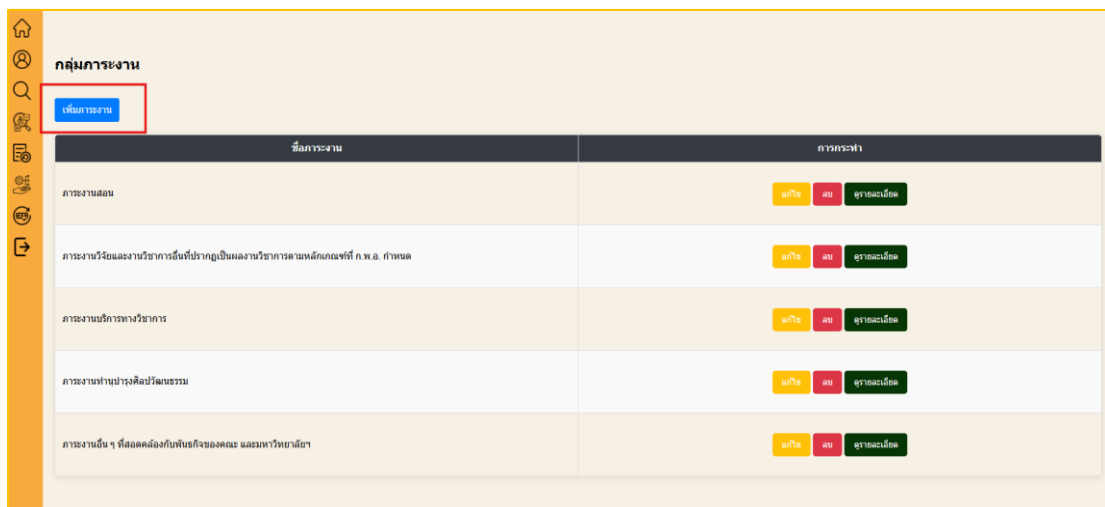 กลุ่มภาระงาน
เพิ่มภาระงาน
ชื่อภาระงาน การกระทำ
ภาระงานสอน แก้ไข ลบ ดูรายละเอียด
ภาระงานวิจัยและงานวิชาการอื่นที่ปรากฏเป็นผลงานวิชาการตามหลักเกณฑ์ที่ ก.พ.อ. กำหนด แก้ไข ลบ ดูรายละเอียด
ภาระงานบริการทางวิชาการ แก้ไข ลบ ดูรายละเอียด
ภาระงานทำนุบำรุงศิลปวัฒนธรรม แก้ไข ลบ ดูรายละเอียด
ภาระงานอื่น ๆ ที่สอดคล้องกับพันธกิจของคณะ และมหาวิทยาลัยฯ แก้ไข ลบ ดูรายละเอียด